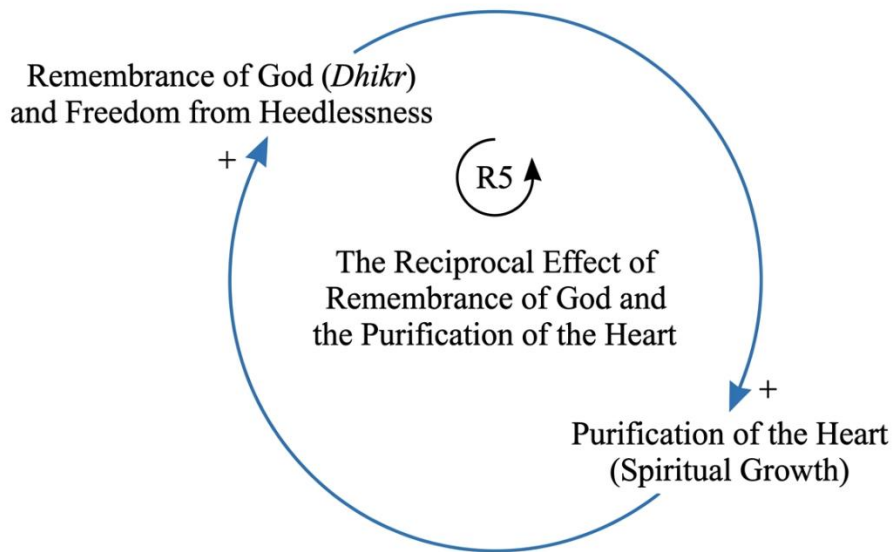 Remembrance of God (Dhikr)
and Freedom from Heedlessness
+
R5
The Reciprocal Effect of
Remembrance of God and
the Purification of the Heart
+
Purification of the Heart
(Spiritual Growth)